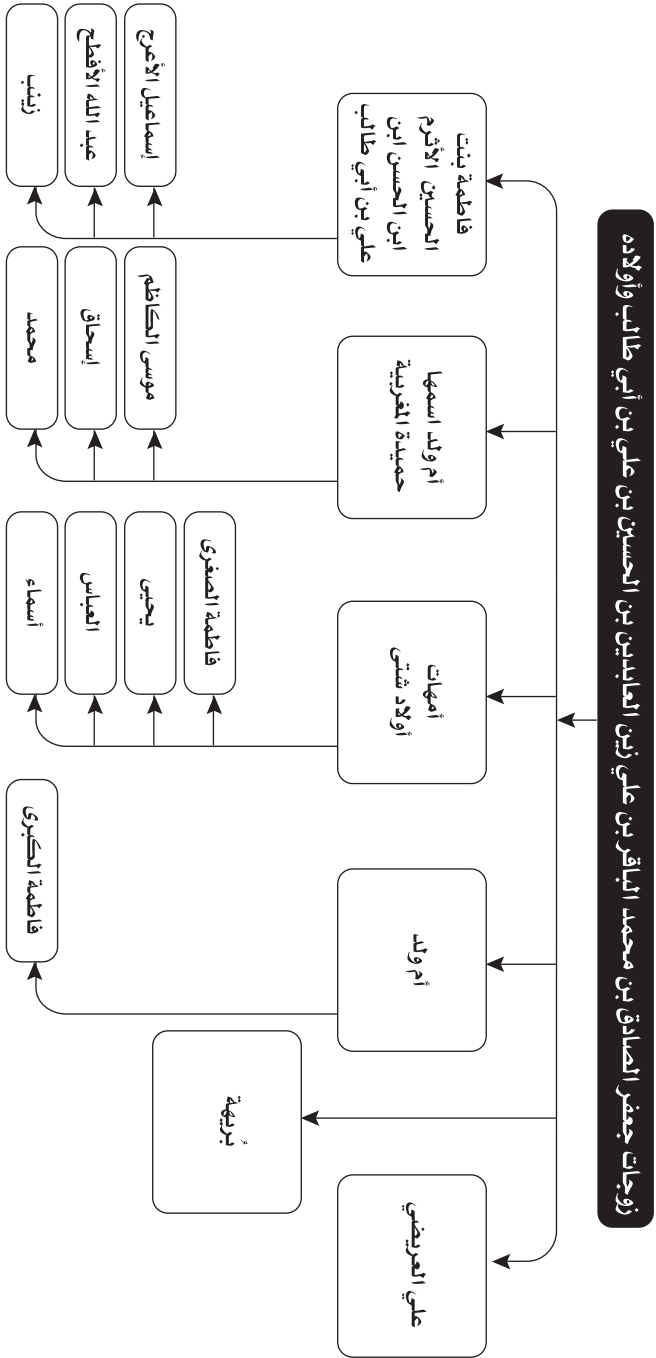 زوجات جعفر الصادق بن محمد الباقر بن علي زين العابدين بن الحسين بن علي بن أبي طالب وأولاده
فاطمة بنت
الحسين الأثرم
ابن الحسن ابن
علي بن أبي طالب
إسماعيل الأعرج
عبد الله الأفطح
زينب
أم ولد اسمها
حميدة المغربية
موسى الكاظم
إسحاق
محمد
أمهات
أولاد شتى
فاطمة الصغرى
يحيى
العباس
أسماء
أم ولد
فاطمة الكبرى
بُريهة
علي العريضي